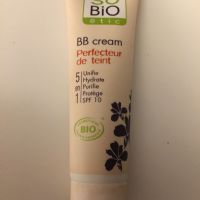 SO
BiO
étic
BB cream
Perfecteur
de teint
5 en 1
Unifie
Hydrate
Purifie
Protège
SPF 10
BIO